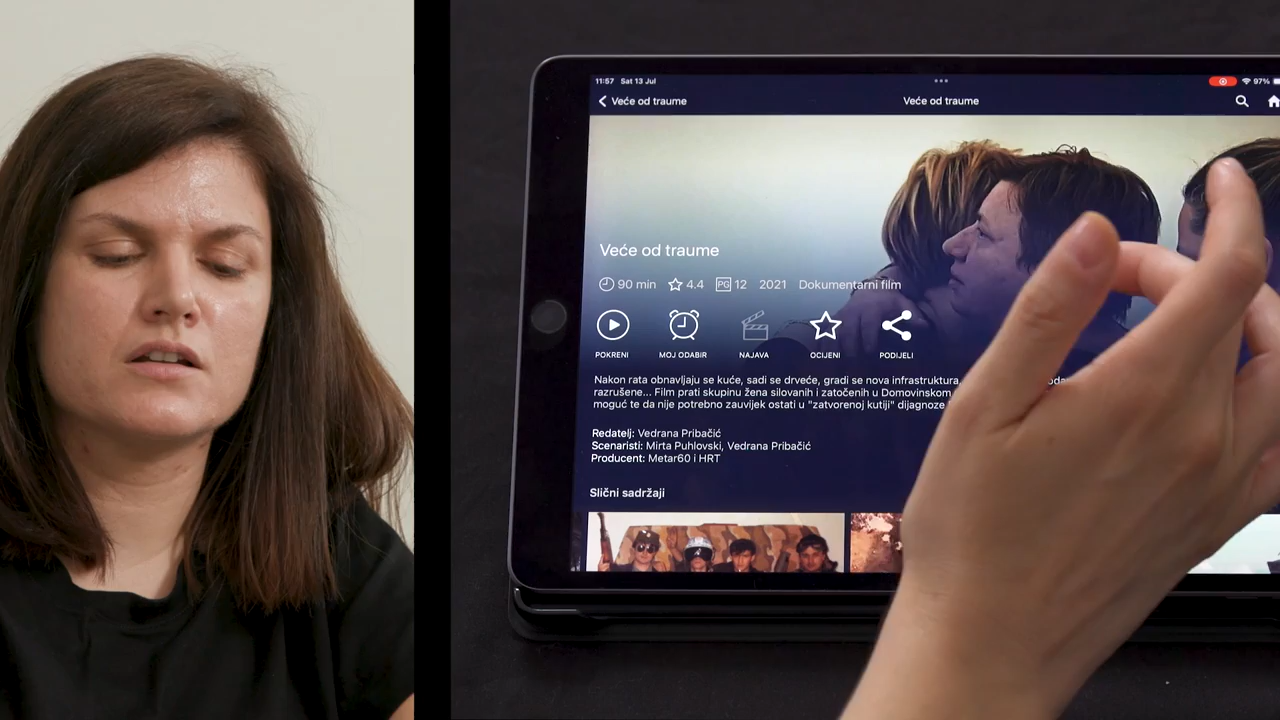 11:57 Sat 13 Jul
97%
Veće od traume
Veće od traume
Veće od traume
90 min 4.4 PG 12 2021 Dokumentarni film
POKRENI MOJ ODABIR NAJAVA OCIJENI PODIJELI
Nakon rata obnavljaju se kuće, sadi se drveće, gradi se nova infrastruktura,
razrušene... Film prati skupinu žena silovanih i zatočenih u Domovinskom
moguć te da nije potrebno zauvijek ostati u "zatvorenoj kutiji" dijagnoze
Redatelj: Vedrana Pribačić
Scenaristi: Mirta Puhlovski, Vedrana Pribačić
Producent: Metar60 i HRT
Slični sadržaji